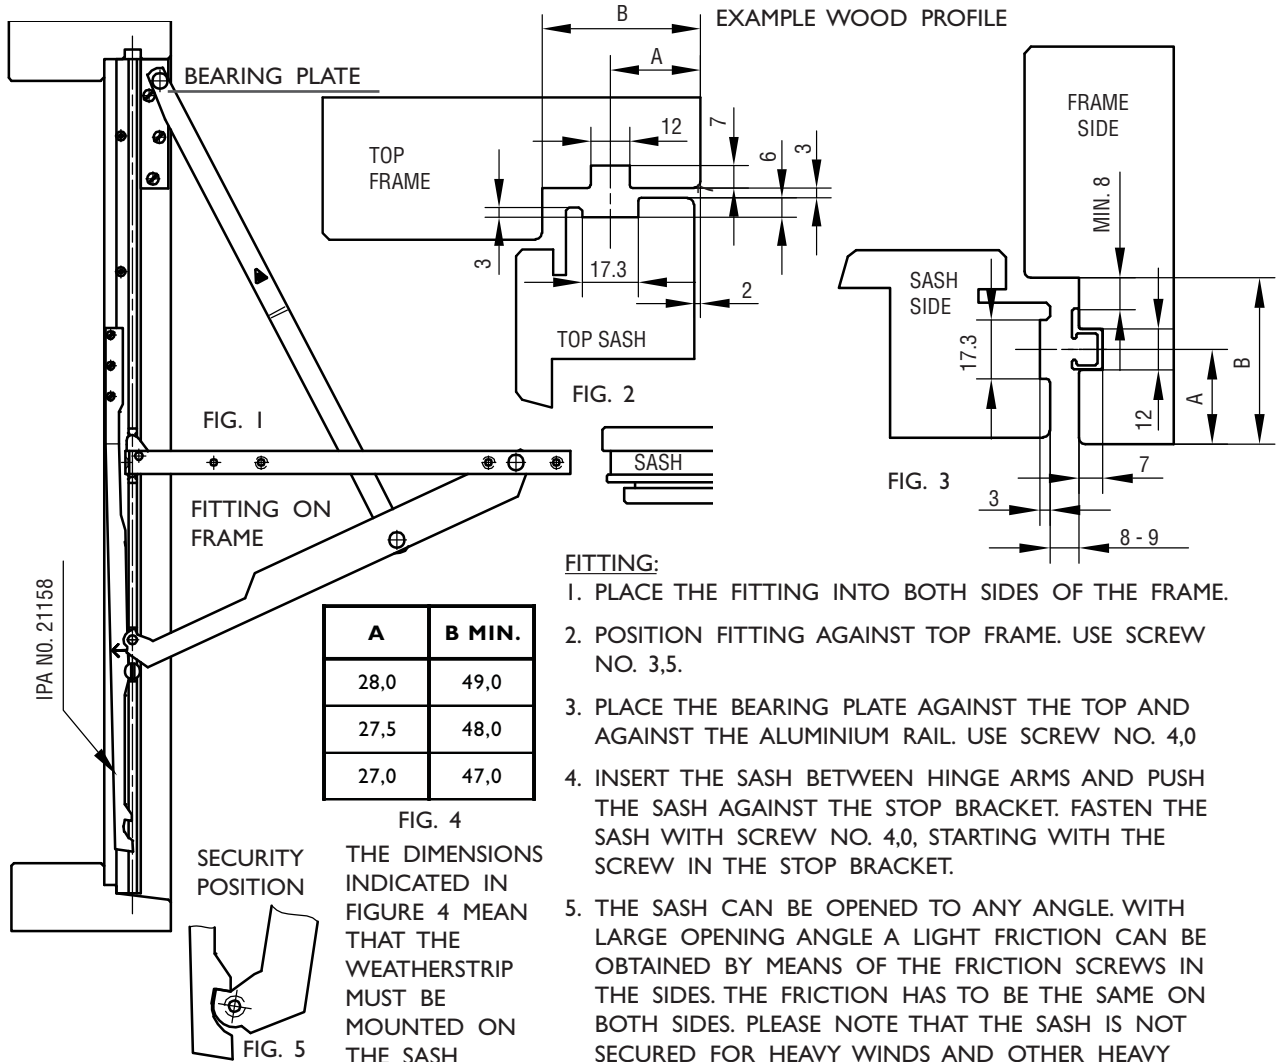 EXAMPLE WOOD PROFILE
B
A
BEARING PLATE
12
7
6
3
7
TOP
FRAME
3
17.3
2
TOP SASH
FIG. 2
FRAME
SIDE
MIN. 8
SASH
SIDE
17.3
B
A
12
7
3
8 - 9
FIG. 3
FIG. 1
SASH
FITTING ON
FRAME
IPA NO. 21158
A B MIN.
28,0 49,0
27,5 48,0
27,0 47,0
FIG. 4
SECURITY
POSITION
FIG. 5
THE DIMENSIONS
INDICATED IN
FIGURE 4 MEAN
THAT THE
WEATHERSTRIP
MUST BE
MOUNTED ON
THE SASH
FITTING:
1. PLACE THE FITTING INTO BOTH SIDES OF THE FRAME.
2. POSITION FITTING AGAINST TOP FRAME. USE SCREW
NO. 3,5.
3. PLACE THE BEARING PLATE AGAINST THE TOP AND
AGAINST THE ALUMINIUM RAIL. USE SCREW NO. 4,0
4. INSERT THE SASH BETWEEN HINGE ARMS AND PUSH
THE SASH AGAINST THE STOP BRACKET. FASTEN THE
SASH WITH SCREW NO. 4,0, STARTING WITH THE
SCREW IN THE STOP BRACKET.
5. THE SASH CAN BE OPENED TO ANY ANGLE. WITH
LARGE OPENING ANGLE A LIGHT FRICTION CAN BE
OBTAINED BY MEANS OF THE FRICTION SCREWS IN
THE SIDES. THE FRICTION HAS TO BE THE SAME ON
BOTH SIDES. PLEASE NOTE THAT THE SASH IS NOT
SECURED FOR HEAVY WINDS AND OTHER HEAVY